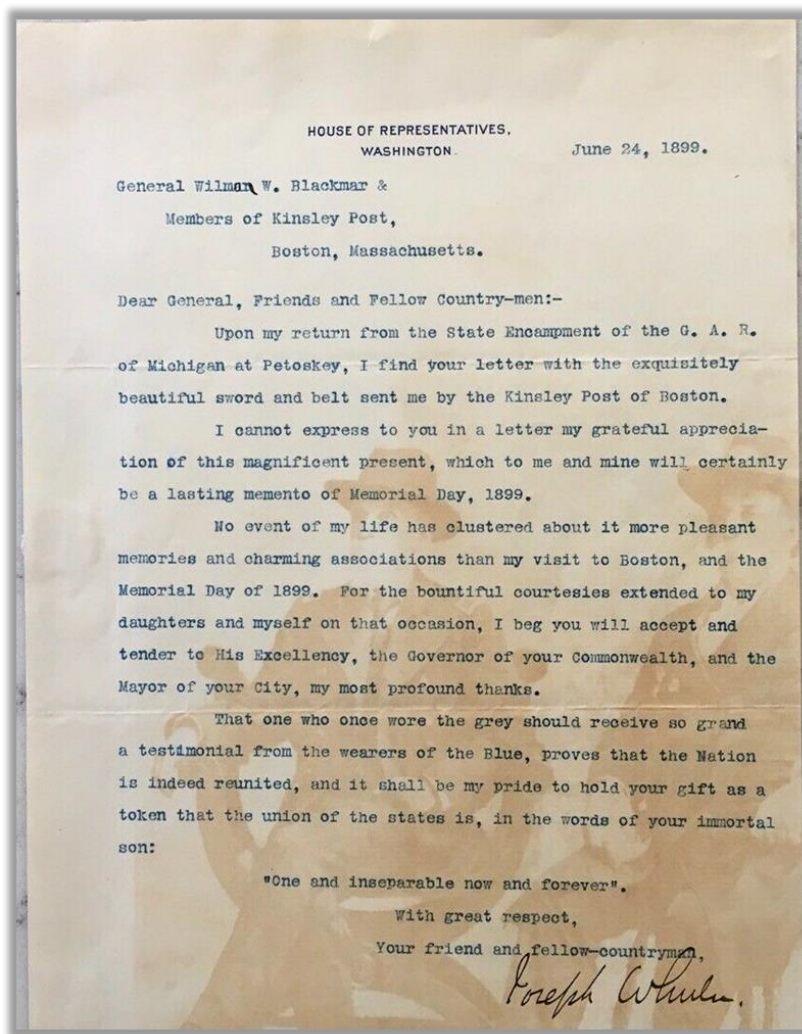 HOUSE OF REPRESENTATIVES,
WASHINGTON.
June 24, 1899.
General Wilman W. Blackmar &
Members of Kinsley Post,
Boston, Massachusetts.
Dear General, Friends and Fellow Country-men:-
Upon my return from the State Encampment of the G. A. R.
of Michigan at Petoskey, I find your letter with the exquisitely
beautiful sword and belt sent me by the Kinsley Post of Boston.
I cannot express to you in a letter my grateful apprecia-
tion of this magnificent present, which to me and mine will certainly
be a lasting memento of Memorial Day, 1899.
No event of my life has clustered about it more pleasant
memories and charming associations than my visit to Boston, and the
Memorial Day of 1899. For the bountiful courtesies extended to my
daughters and myself on that occasion, I beg you will accept and
tender to His Excellency, the Governor of your Commonwealth, and the
Mayor of your City, my most profound thanks.
That one who once wore the grey should receive so grand
a testimonial from the wearers of the Blue, proves that the Nation
is indeed reunited, and it shall be my pride to hold your gift as a
token that the union of the states is, in the words of your immortal
son:
"One and inseparable now and forever".
With great respect,
Your friend and fellow-countryman,
Joseph Wheeler.